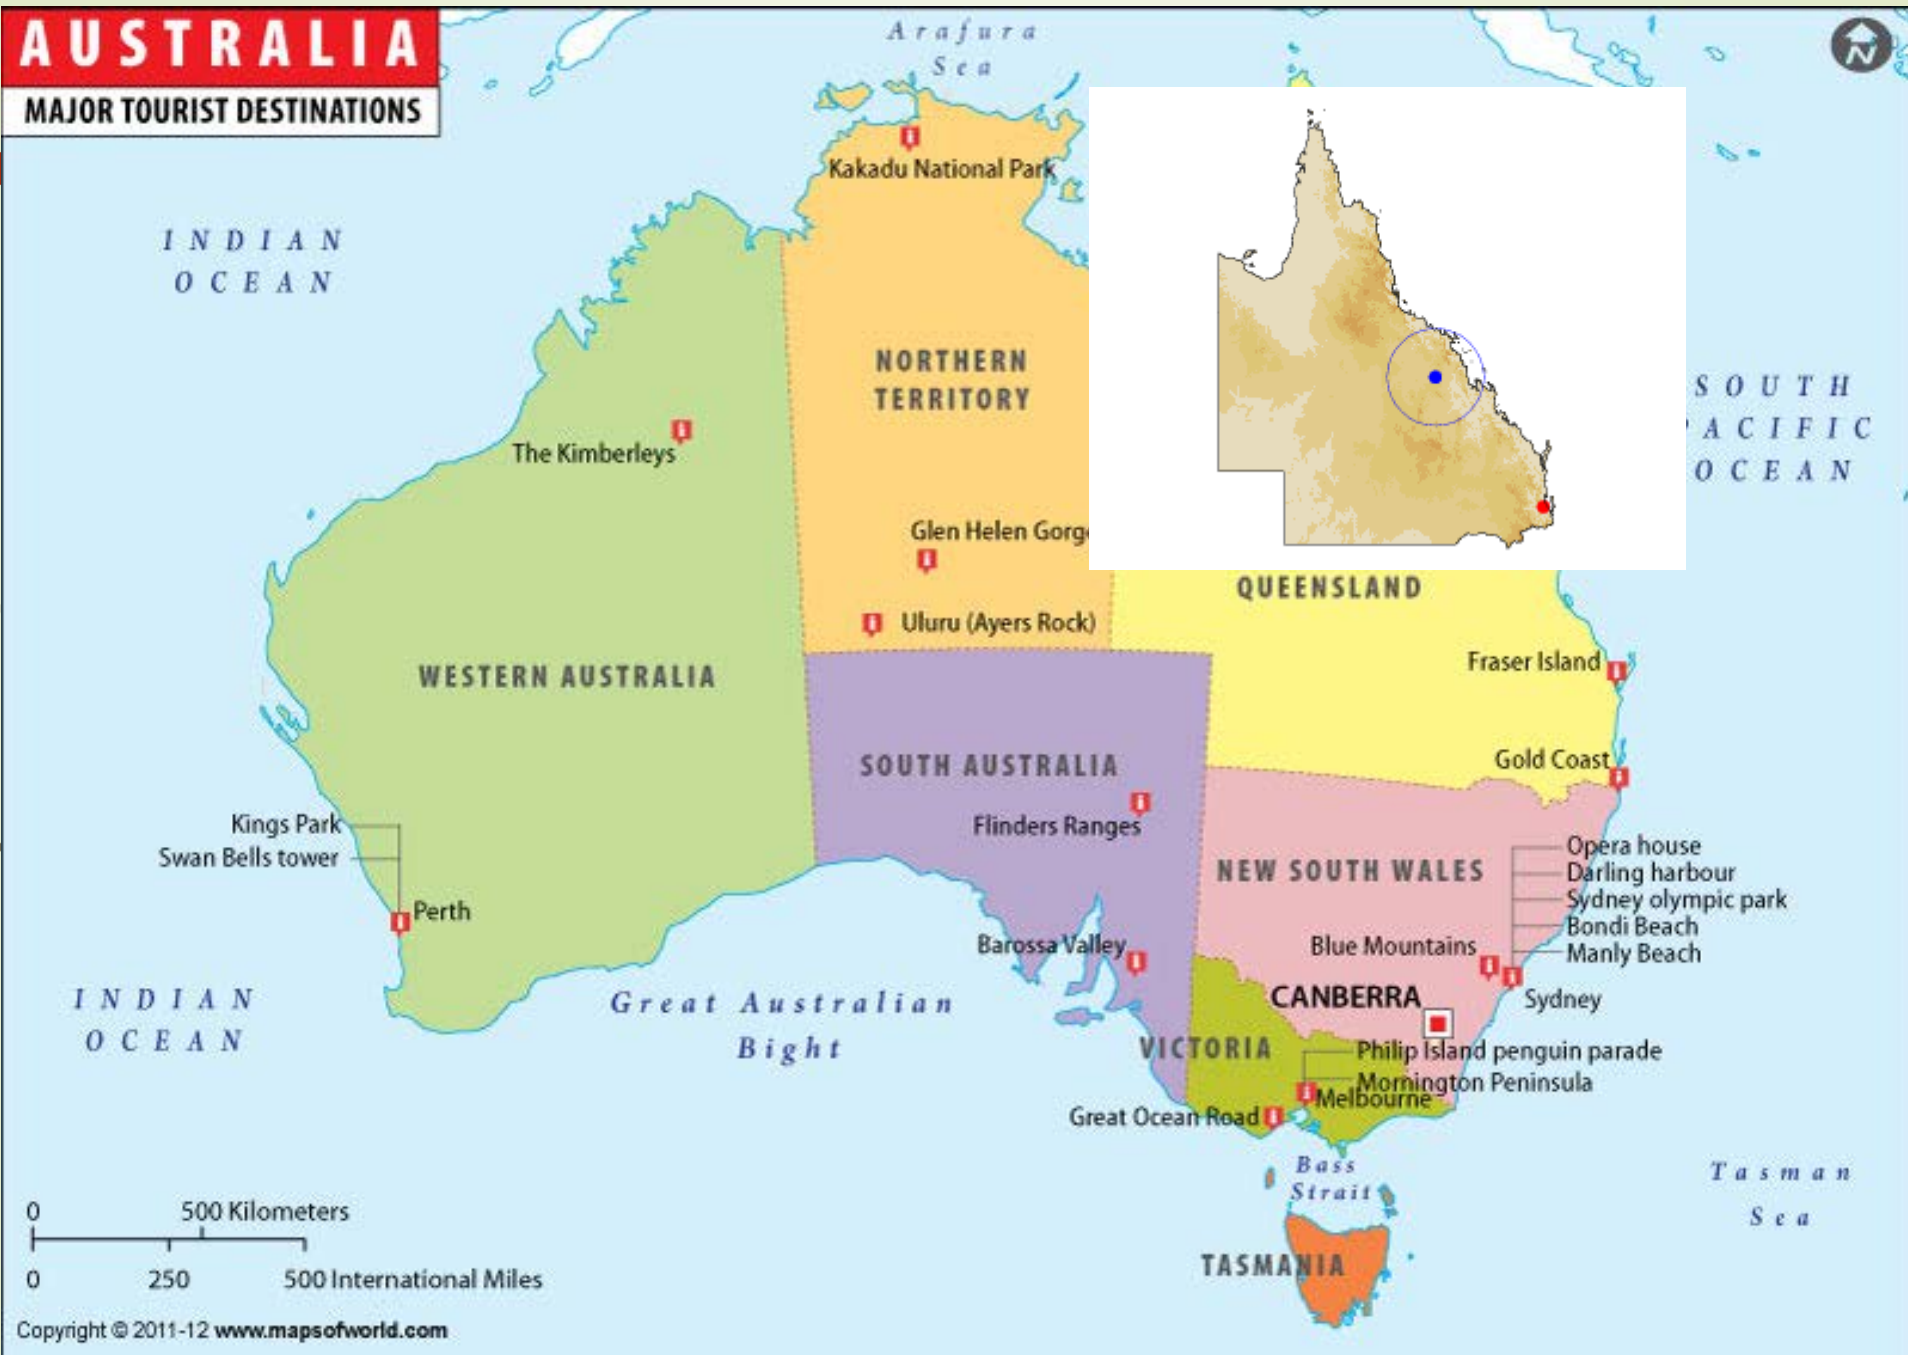 AUSTRALIA
MAJOR TOURIST DESTINATIONS
Arafura
Sea
Kakadu National Park
INDIAN
OCEAN
NORTHERN
TERRITORY
SOUTH
ACIFIC
OCEAN
The Kimberleys
Glen Helen Gorge
QUEENSLAND
Uluru (Ayers Rock)
WESTERN AUSTRALIA
Fraser Island
SOUTH AUSTRALIA
Gold Coast
Flinders Ranges
Kings Park
Swan Bells tower
Perth
NEW SOUTH WALES
Opera house
Darling harbour
Sydney olympic park
Bondi Beach
Manly Beach
Blue Mountains
Barossa Valley
CANBERRA
Sydney
INDIAN
OCEAN
Great Australian
Bight
VICTORIA
Philip Island penguin parade
Mornington Peninsula
Melbourne
Great Ocean Road
Bass
Strait
Tasman
Sea
TASMANIA
0 500 Kilometers
0 250 500 International Miles
Copyright © 2011-12 www.mapsofworld.com
N